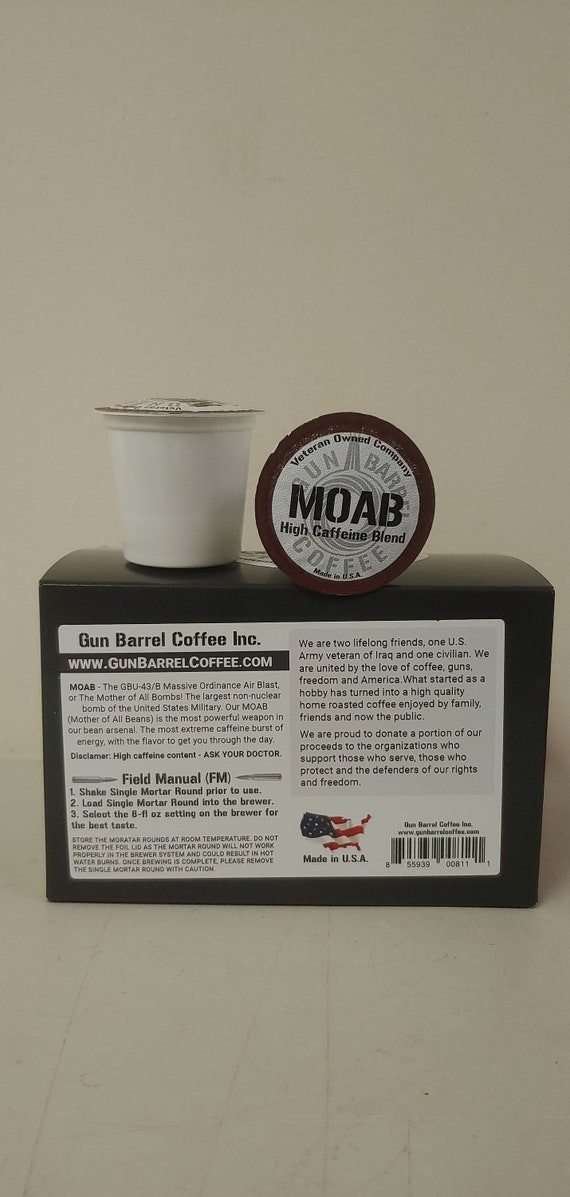 Veteran
Veteran Owned Company
GUN BARREL
MOAB
High Caffeine Blend
COFFEE
Made in U.S.A.
Gun Barrel Coffee Inc.
WWW.GUNBARRELCOFFEE.COM
MOAB - The GBU-43/B Massive Ordinance Air Blast,
or The Mother of All Bombs! The largest non-nuclear
bomb of the United States Military. Our MOAB
(Mother of All Beans) is the most powerful weapon in
our bean arsenal. The most extreme caffeine burst of
energy, with the flavor to get you through the day.
Disclamer: High caffeine content - ASK YOUR DOCTOR.
Field Manual (FM)
1. Shake Single Mortar Round prior to use.
2. Load Single Mortar Round into the brewer.
3. Select the 8-fl oz setting on the brewer for
the best taste.
STORE THE MORATAR ROUNDS AT ROOM TEMPERATURE, DO NOT
REMOVE THE FOIL LID AS THE MORTAR ROUND WILL NOT WORK
PROPERLY IN THE BREWER SYSTEM AND COULD RESULT IN HOT
WATER BURNS. ONCE BREWING IS COMPLETE, PLEASE REMOVE
THE SINGLE MORTAR ROUND WITH CAUTION
We are two lifelong friends, one U.S.
Army veteran of Iraq and one civilian. We
are united by the love of coffee, guns,
freedom and America.What started as a
hobby has turned into a high quality
home roasted coffee enjoyed by family,
friends and now the public.
We are proud to donate a portion of our
proceeds to the organizations who
support those who serve, those who
protect and the defenders of our rights
and freedom.
Made in U.S.A.
Gun Barrel Coffee Inc.
www.gunbarrelcoffee.com
8 55939 00811 1